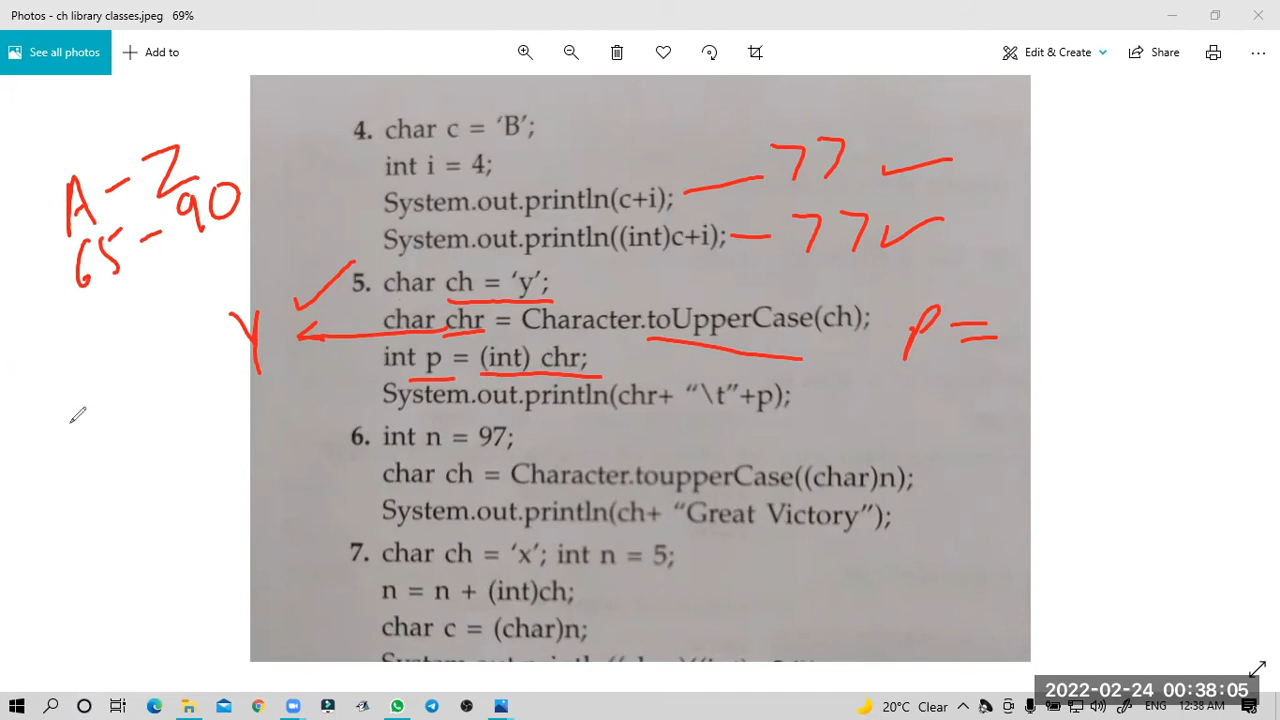 Photos - ch library classes.jpeg 69%
See all photos
Add to
Edit & Create
Share
4. char c = ‘B’;
int i = 4;
System.out.println(c+i); — 77
System.out.println((int)c+i); — 77
A - Z
65 - 90
5. char ch = ‘y’;
Y
char chr = Character.toUpperCase(ch);
p =
int p = (int) chr;
System.out.println(chr+ “\t”+p);
6. int n = 97;
char ch = Character.toupperCase((char)n);
System.out.println(ch+ “Great Victory”);
7. char ch = ‘x’; int n = 5;
n = n + (int)ch;
char c = (char)n;
20°C Clear
ENG
12:38 AM
2022-02-24 00:38:05